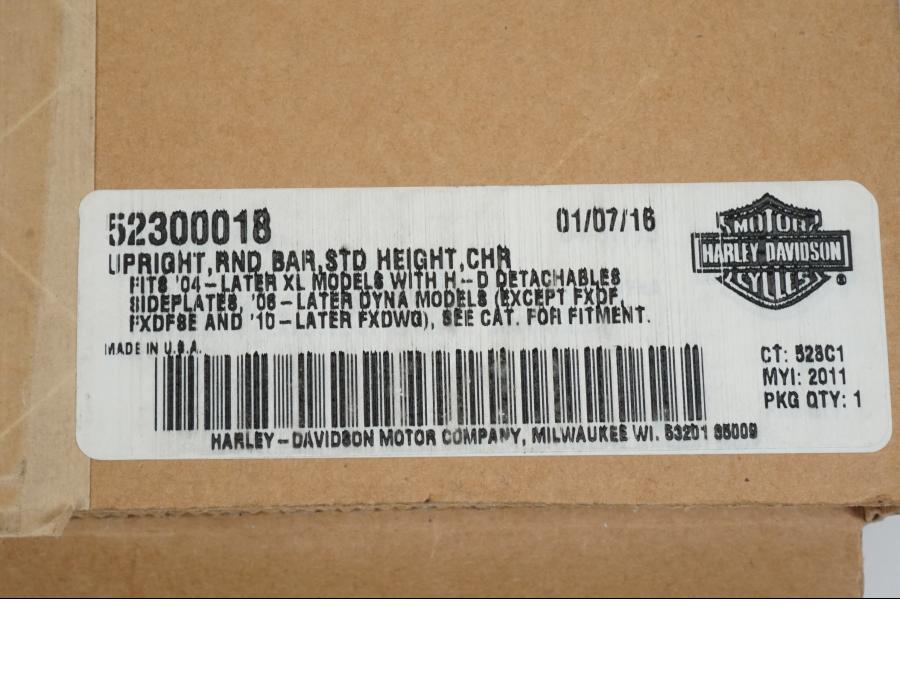 52300018
01/07/16
UPRIGHT,RND BAR,STD HEIGHT,CHR
FITS '04-LATER XL MODELS WITH H-D DETACHABLES
SIDEPLATES, '06-LATER DYNA MODELS (EXCEPT FXDF,
FXDFSE AND '10-LATER FXDWG), SEE CAT. FOR FITMENT.
MADE IN U.S.A.
MOTOR
HARLEY-DAVIDSON
CYCLES
®
CT: 528C1
MYI: 2011
PKG QTY: 1
HARLEY-DAVIDSON MOTOR COMPANY, MILWAUKEE WI. 53201 95009